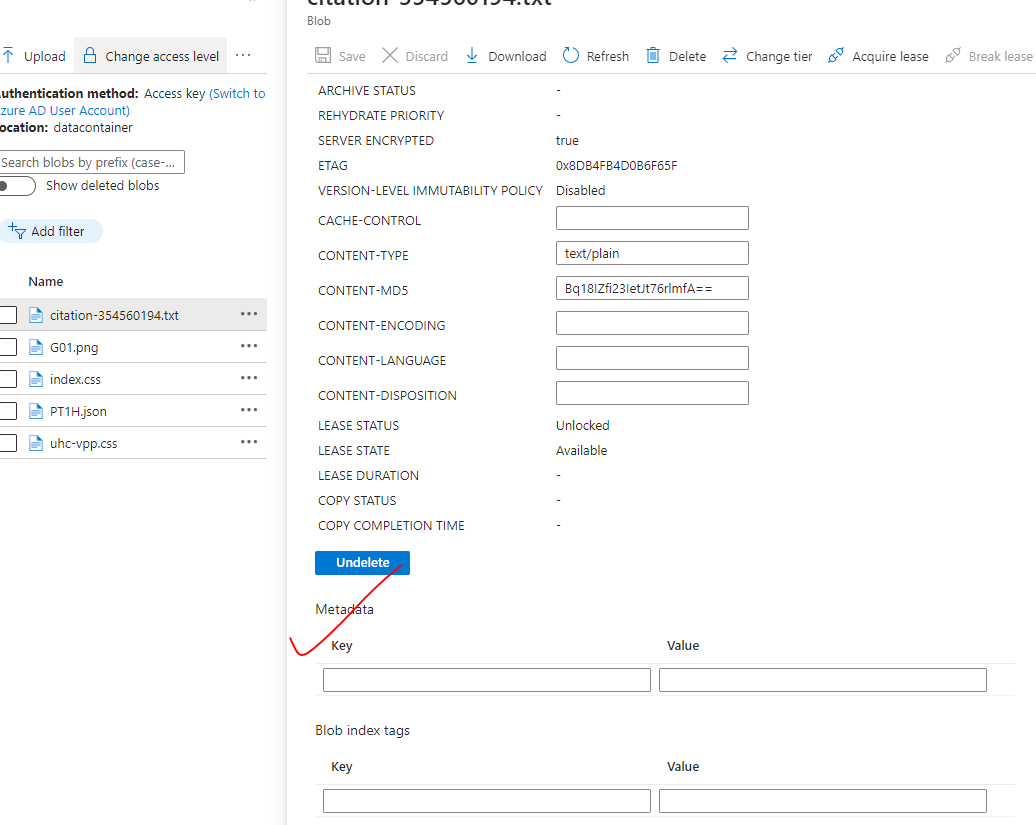 citation-354560194.txt
Blob
Upload
Change access level
Save
Discard
Download
Refresh
Delete
Change tier
Acquire lease
Break lease
uthentication method: Access key (Switch to
zure AD User Account)
ocation: datacontainer
Search blobs by prefix (case-...
Show deleted blobs
Add filter
Name
citation-354560194.txt
G01.png
index.css
PT1H.json
uhc-vpp.css
ARCHIVE STATUS -
REHYDRATE PRIORITY -
SERVER ENCRYPTED true
ETAG 0x8DB4FB4D0B6F65F
VERSION-LEVEL IMMUTABILITY POLICY Disabled
CACHE-CONTROL
CONTENT-TYPE text/plain
CONTENT-MD5
CONTENT-ENCODING
CONTENT-LANGUAGE
CONTENT-DISPOSITION
LEASE STATUS Unlocked
LEASE STATE Available
LEASE DURATION -
COPY STATUS -
COPY COMPLETION TIME -
Undelete
Metadata
Key Value
Blob index tags
Key Value